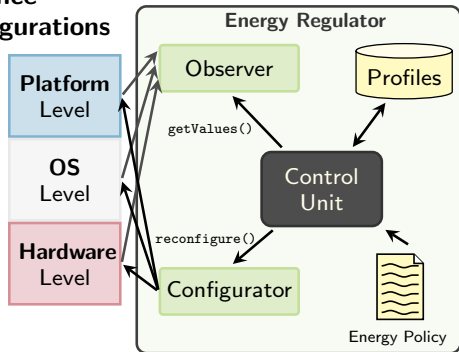 gurations
Energy Regulator
Platform
Level
OS
Level
Hardware
Level
Observer
Profiles
getValues()
Control
Unit
reconfigure()
Configurator
Energy Policy